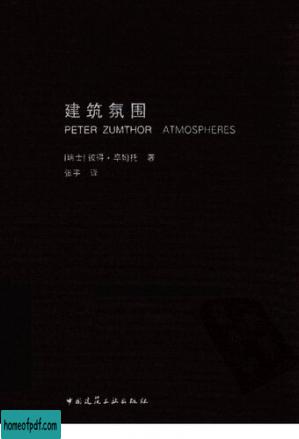 建筑氛围
PETER ZUMTHOR ATMOSPHERES
[瑞士] 彼得·卒姆托 著
张宇 译
中国建筑工业出版社
homeofpdf.com